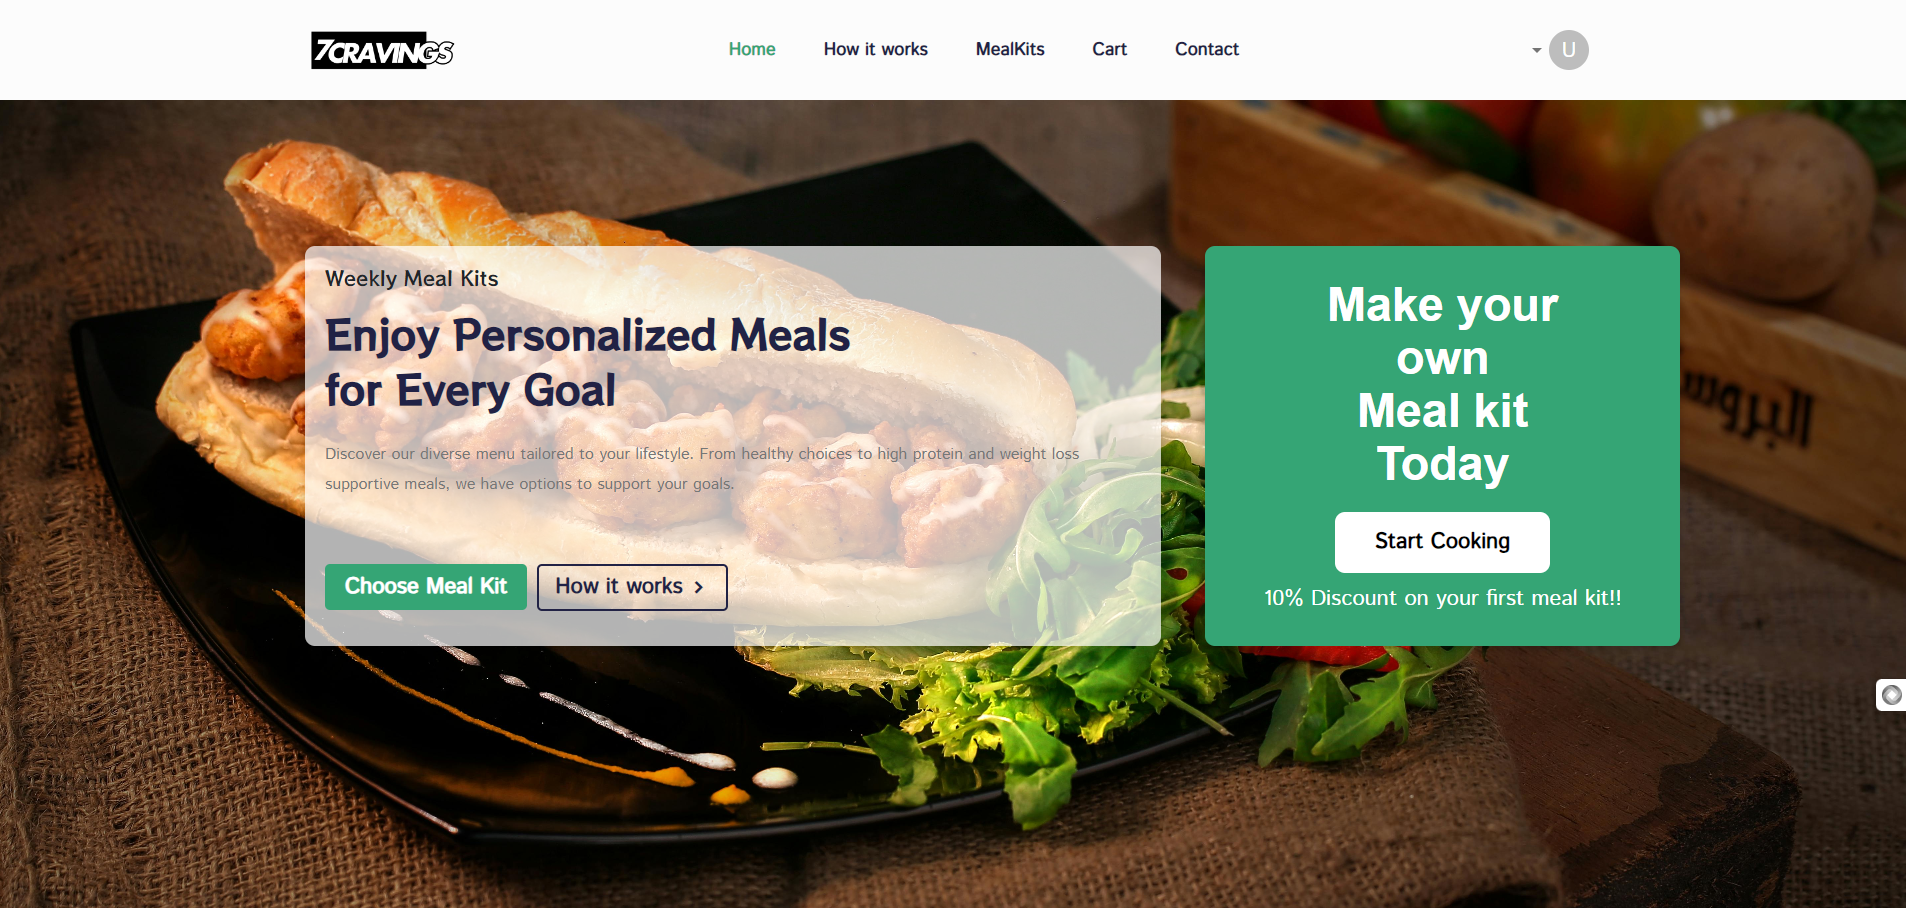 7CRAVINGS
Home
How it works
MealKits
Cart
Contact
U
Weekly Meal Kits
Enjoy Personalized Meals
for Every Goal
Discover our diverse menu tailored to your lifestyle. From healthy choices to high protein and weight loss
supportive meals, we have options to support your goals.
Choose Meal Kit
How it works
Make your
own
Meal kit
Today
Start Cooking
10% Discount on your first meal kit!!